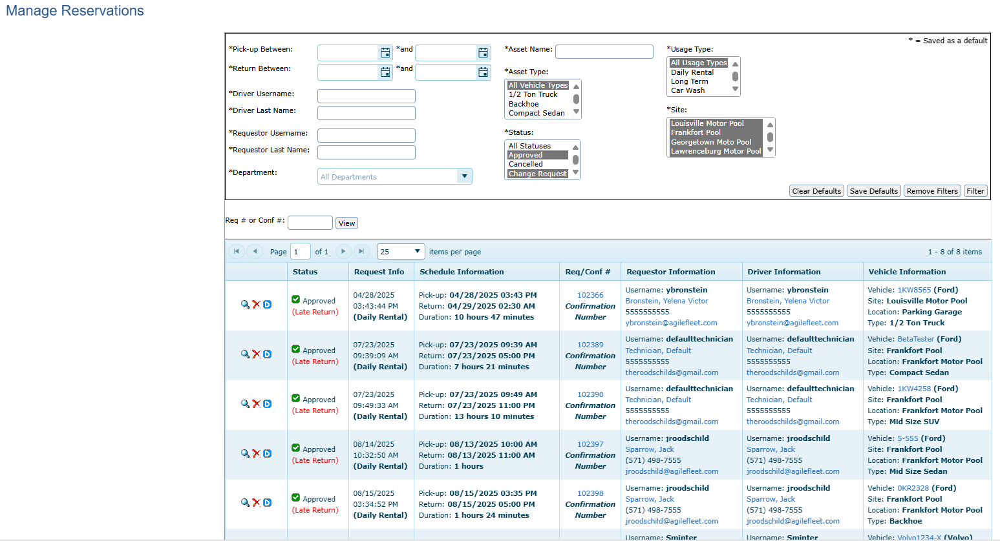 Manage Reservations
* = Saved as a default
*Pick-up Between: *and
*Return Between: *and
*Driver Username:
*Driver Last Name:
*Requestor Username:
*Requestor Last Name:
*Department: All Departments
*Asset Name:
*Asset Type:
All Vehicle Types
1/2 Ton Truck
Backhoe
Compact Sedan
*Status:
All Statuses
Approved
Cancelled
Change Request
*Usage Type:
All Usage Types
Daily Rental
Long Term
Car Wash
*Site:
Louisville Motor Pool
Frankfort Pool
Georgetown Moto Pool
Lawrenceburg Motor Pool
Clear Defaults Save Defaults Remove Filters Filter
Req # or Conf #: View
Page 1 of 1 25 items per page 1 - 8 of 8 items
Status Request Info Schedule Information Req/Conf # Requestor Information Driver Information Vehicle Information
Approved
(Late Return)
04/28/2025
03:43:44 PM
(Daily Rental)
Pick-up: 04/28/2025 03:43 PM
Return: 04/29/2025 02:30 AM
Duration: 10 hours 47 minutes
102366
Confirmation
Number
Username: ybronstein
Bronstein, Yelena Victor
5555555555
ybronstein@agilefleet.com
Username: ybronstein
Bronstein, Yelena Victor
5555555555
ybronstein@agilefleet.com
Vehicle: 1KW8565 (Ford)
Site: Louisville Motor Pool
Location: Parking Garage
Type: 1/2 Ton Truck
Approved
(Late Return)
07/23/2025
09:39:09 AM
(Daily Rental)
Pick-up: 07/23/2025 09:39 AM
Return: 07/23/2025 05:00 PM
Duration: 7 hours 21 minutes
102389
Confirmation
Number
Username: defaulttechnician
Technician, Default
5555555555
theroodschilds@gmail.com
Username: defaulttechnician
Technician, Default
5555555555
theroodschilds@gmail.com
Vehicle: BetaTester (Ford)
Site: Frankfort Pool
Location: Frankfort Motor Pool
Type: Compact Sedan
Approved
(Late Return)
07/23/2025
09:49:33 AM
(Daily Rental)
Pick-up: 07/23/2025 09:49 AM
Return: 07/23/2025 11:00 PM
Duration: 13 hours 10 minutes
102390
Confirmation
Number
Username: defaulttechnician
Technician, Default
5555555555
theroodschilds@gmail.com
Username: defaulttechnician
Technician, Default
5555555555
theroodschilds@gmail.com
Vehicle: 1KW4258 (Ford)
Site: Frankfort Pool
Location: Frankfort Motor Pool
Type: Mid Size SUV
Approved
(Late Return)
08/14/2025
10:32:50 AM
(Daily Rental)
Pick-up: 08/13/2025 10:00 AM
Return: 08/13/2025 11:00 AM
Duration: 1 hours
102397
Confirmation
Number
Username: jroodschild
Sparrow, Jack
(571) 498-7555
jroodschild@agilefleet.com
Username: jroodschild
Sparrow, Jack
(571) 498-7555
jroodschild@agilefleet.com
Vehicle: 5-555 (Ford)
Site: Frankfort Pool
Location: Frankfort Motor Pool
Type: Mid Size Sedan
Approved
(Late Return)
08/15/2025
03:34:52 PM
(Daily Rental)
Pick-up: 08/15/2025 03:35 PM
Return: 08/15/2025 05:00 PM
Duration: 1 hours 24 minutes
102398
Confirmation
Number
Username: jroodschild
Sparrow, Jack
(571) 498-7555
jroodschild@agilefleet.com
Username: jroodschild
Sparrow, Jack
(571) 498-7555
jroodschild@agilefleet.com
Vehicle: 0KR2328 (Ford)
Site: Frankfort Pool
Location: Frankfort Motor Pool
Type: Backhoe
Username: Sminter
Username: Sminter
Vehicle: Volvo1234-X (Volvo)